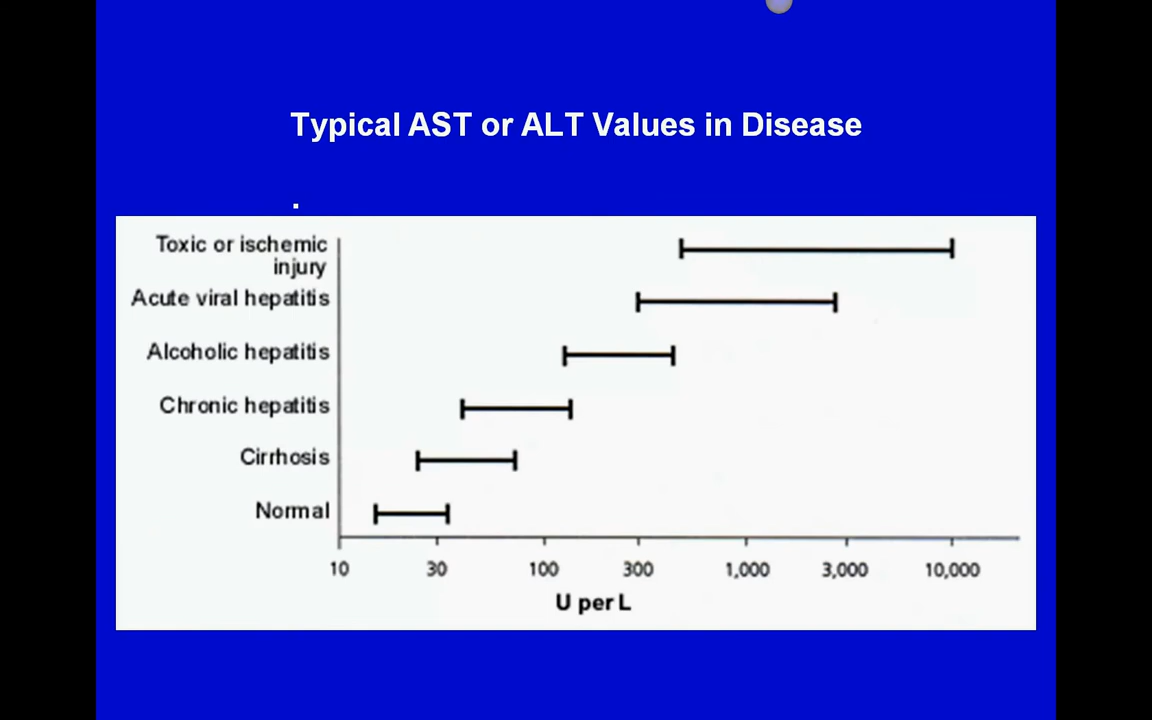 Typical AST or ALT Values in Disease
.
Toxic or ischemic
injury
Acute viral hepatitis
Alcoholic hepatitis
Chronic hepatitis
Cirrhosis
Normal
10 30 100 300 1,000 3,000 10,000
U per L